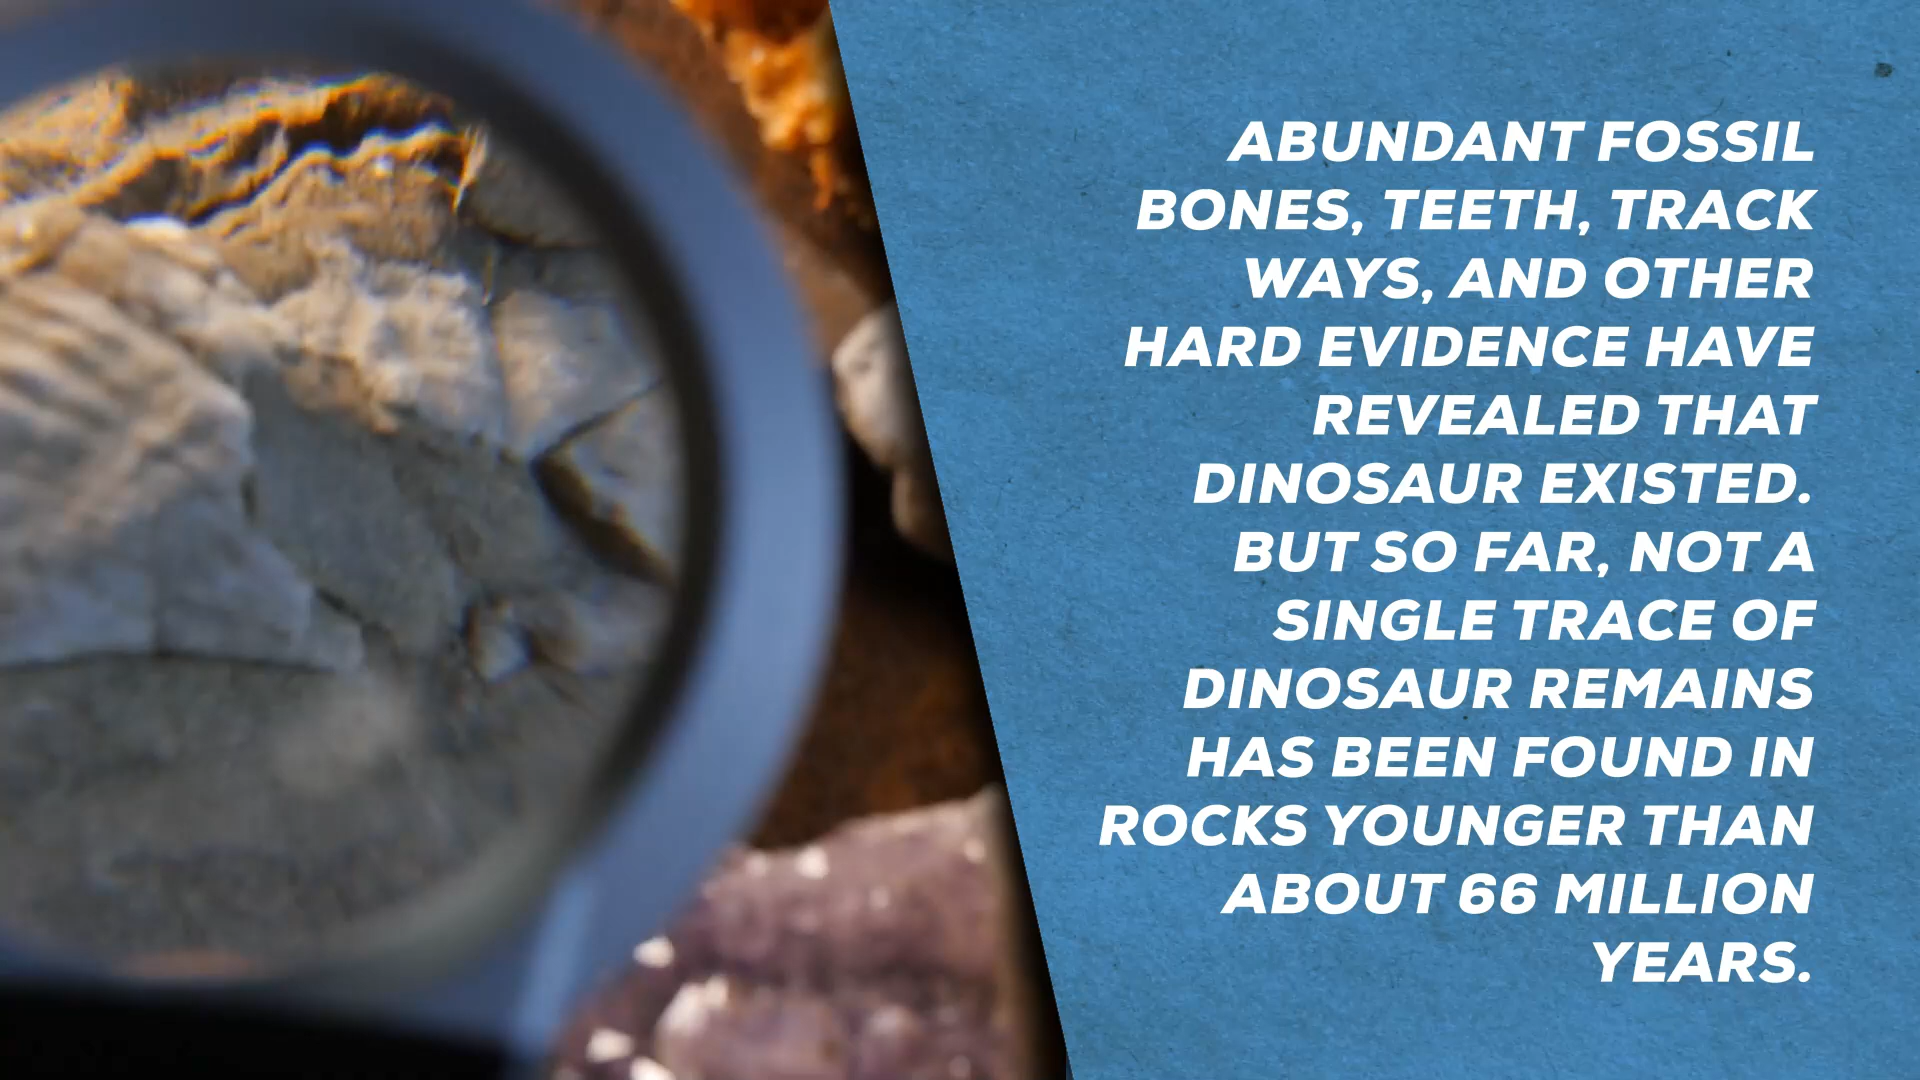 ABUNDANT FOSSIL
BONES, TEETH, TRACK
WAYS, AND OTHER
HARD EVIDENCE HAVE
REVEALED THAT
DINOSAUR EXISTED.
BUT SO FAR, NOT A
SINGLE TRACE OF
DINOSAUR REMAINS
HAS BEEN FOUND IN
ROCKS YOUNGER THAN
ABOUT 66 MILLION
YEARS.